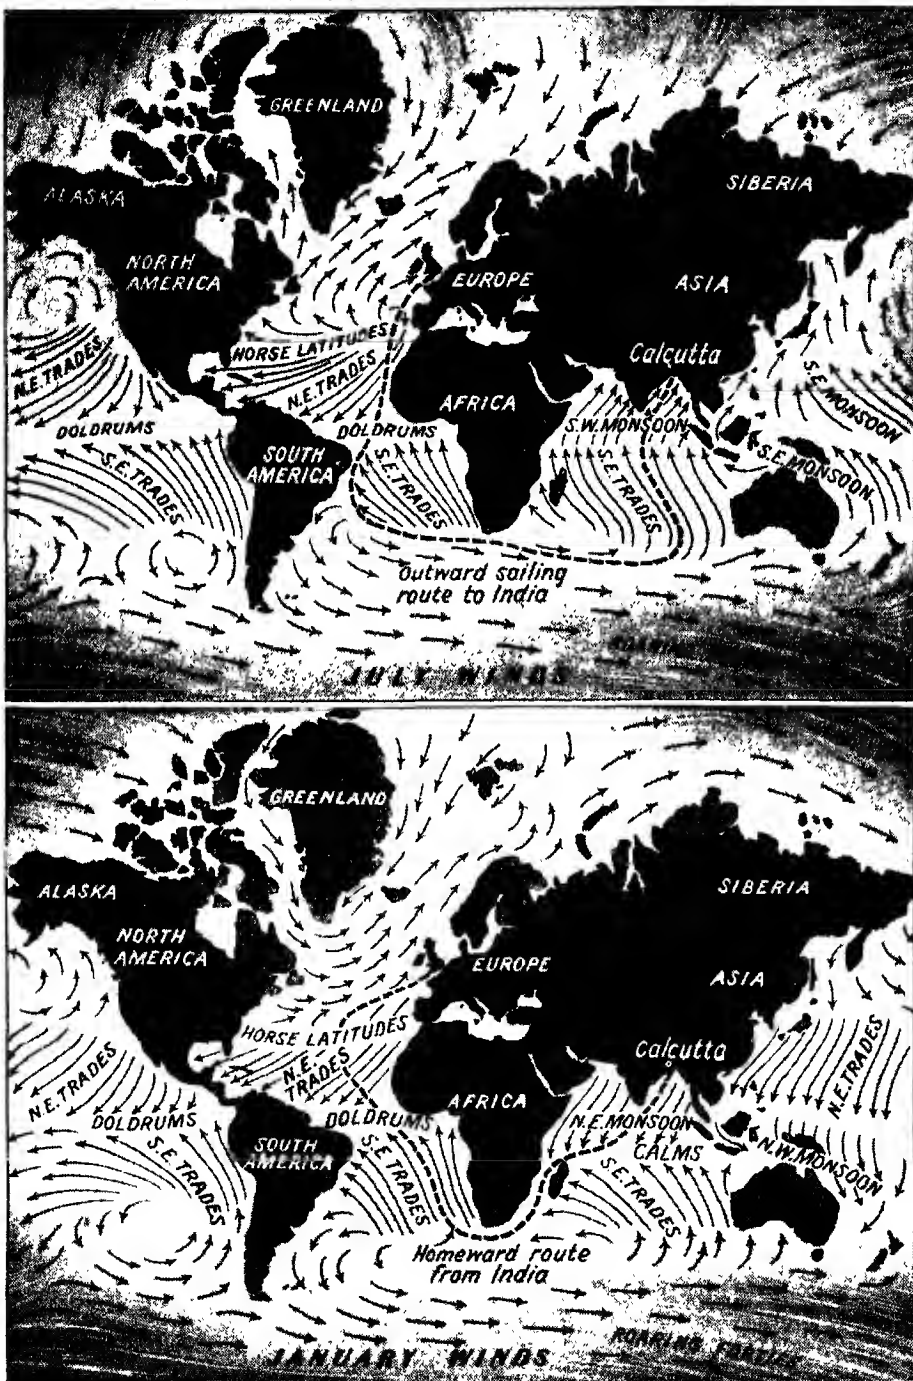 GREENLAND
ALASKA
SIBERIA
NORTH
AMERICA
EUROPE
ASIA
HORSE LATITUDES
N.E. TRADES
N.E. TRADES
Calcutta
S.E. MONSOON
AFRICA
DOLDRUMS
DOLDRUMS
S.W. MONSOON
S.E. MONSOON
SOUTH
AMERICA
S.E. TRADES
S.E. TRADES
S.E. TRADES
Outward sailing
route to India
JULY WINDS
GREENLAND
ALASKA
SIBERIA
NORTH
AMERICA
EUROPE
ASIA
HORSE LATITUDES
Calcutta
N.E. TRADES
N.E.
TRADES
N.E. TRADES
AFRICA
DOLDRUMS
DOLDRUMS
N.E. MONSOON
SOUTH
AMERICA
CALMS
N.W. MONSOON
S.E. TRADES
S.E. TRADES
S.E. TRADES
Homeward route
from India
ROARING FORTIES
JANUARY WINDS